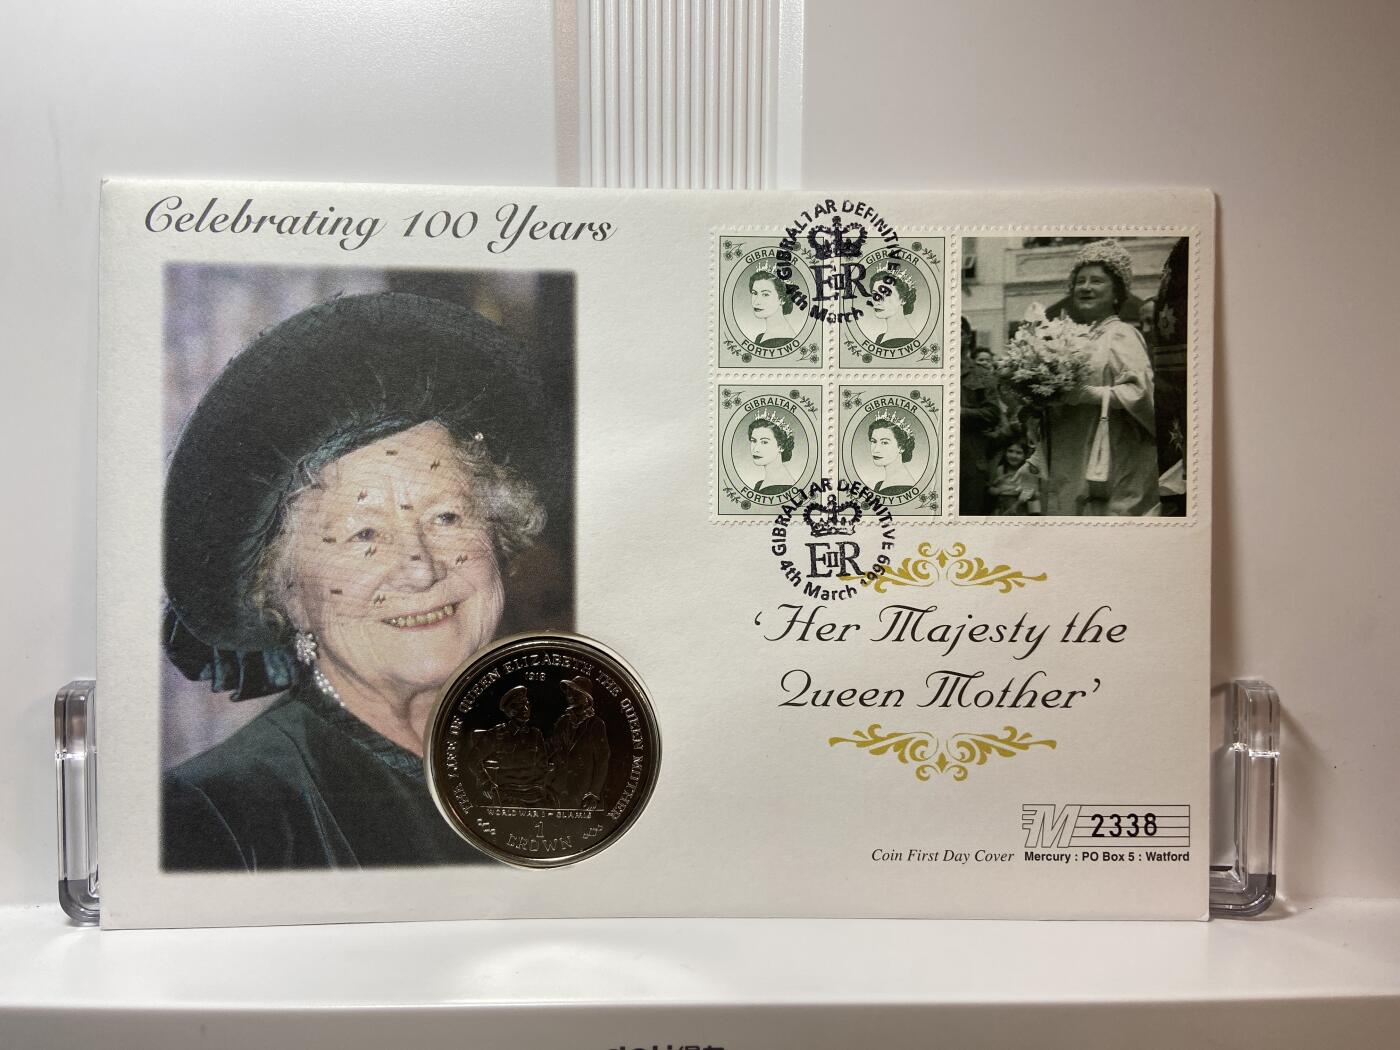 Celebrating 100 Years
GIBRALTAR DEFINITIVE
EIIR
4th March 1999
GIBRALTAR
FORTY TWO
FORTY TWO
GIBRALTAR
FORTY TWO
GIBRALTAR
FORTY TWO
GIBRALTAR DEFINITIVE
EIIR
4th March 1999
'Her Majesty the
Queen Mother'
THE LIFE OF QUEEN ELIZABETH THE QUEEN MOTHER
1918
WORLD WAR I - GLAMIS
1
CROWN
M 2338
Coin First Day Cover
Mercury : PO Box 5 : Watford